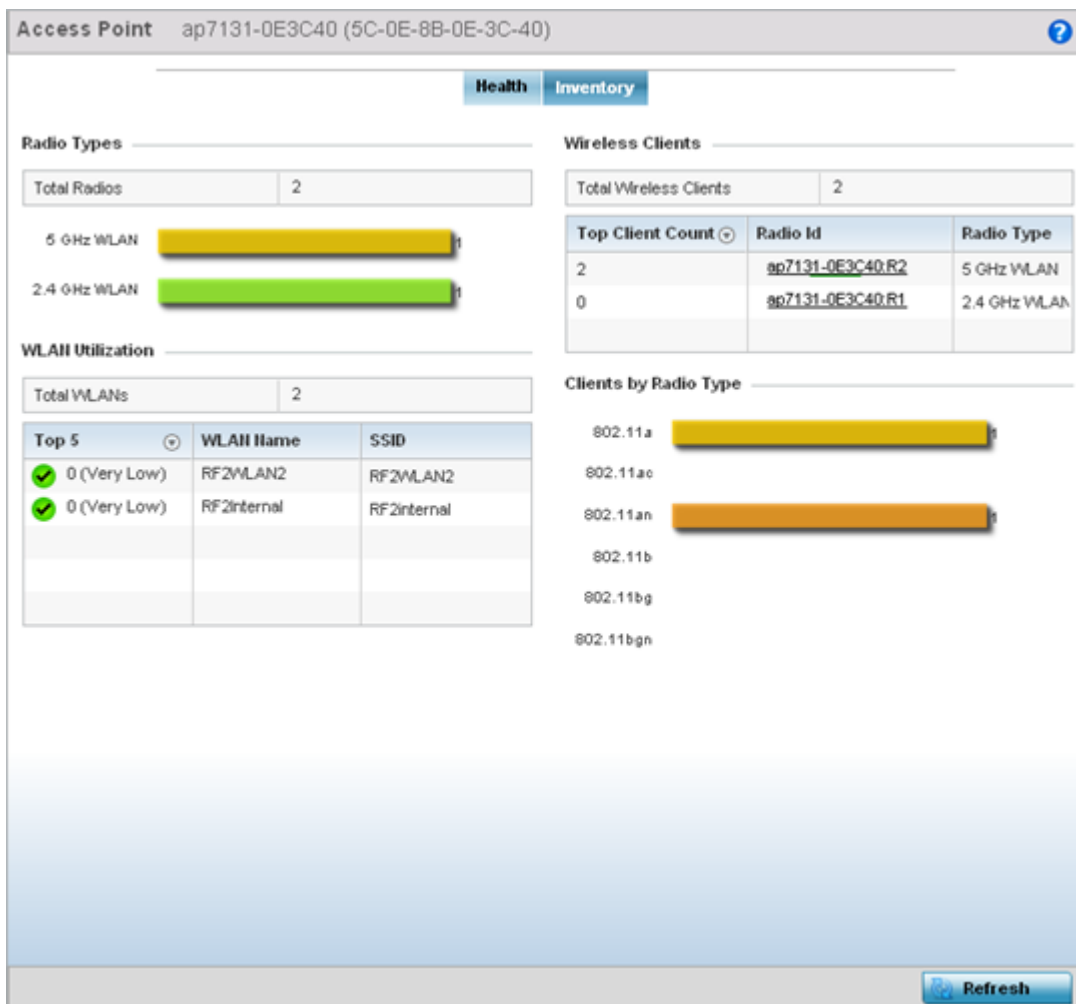 Access Point ap7131-0E3C40 (5C-0E-8B-0E-3C-40)
?
Health Inventory
Radio Types
Total Radios 2
5 GHz WLAN 1
2.4 GHz WLAN 1
WLAN Utilization
Total WLANs 2
Top 5 WLAN Name SSID
0 (Very Low) RF2WLAN2 RF2WLAN2
0 (Very Low) RF2Internal RF2internal
Wireless Clients
Total Wireless Clients 2
Top Client Count Radio Id Radio Type
2 ap7131-0E3C40:R2 5 GHz WLAN
0 ap7131-0E3C40:R1 2.4 GHz WLAN
Clients by Radio Type
802.11a 1
802.11ac
802.11an 1
802.11b
802.11bg
802.11bgn
Refresh